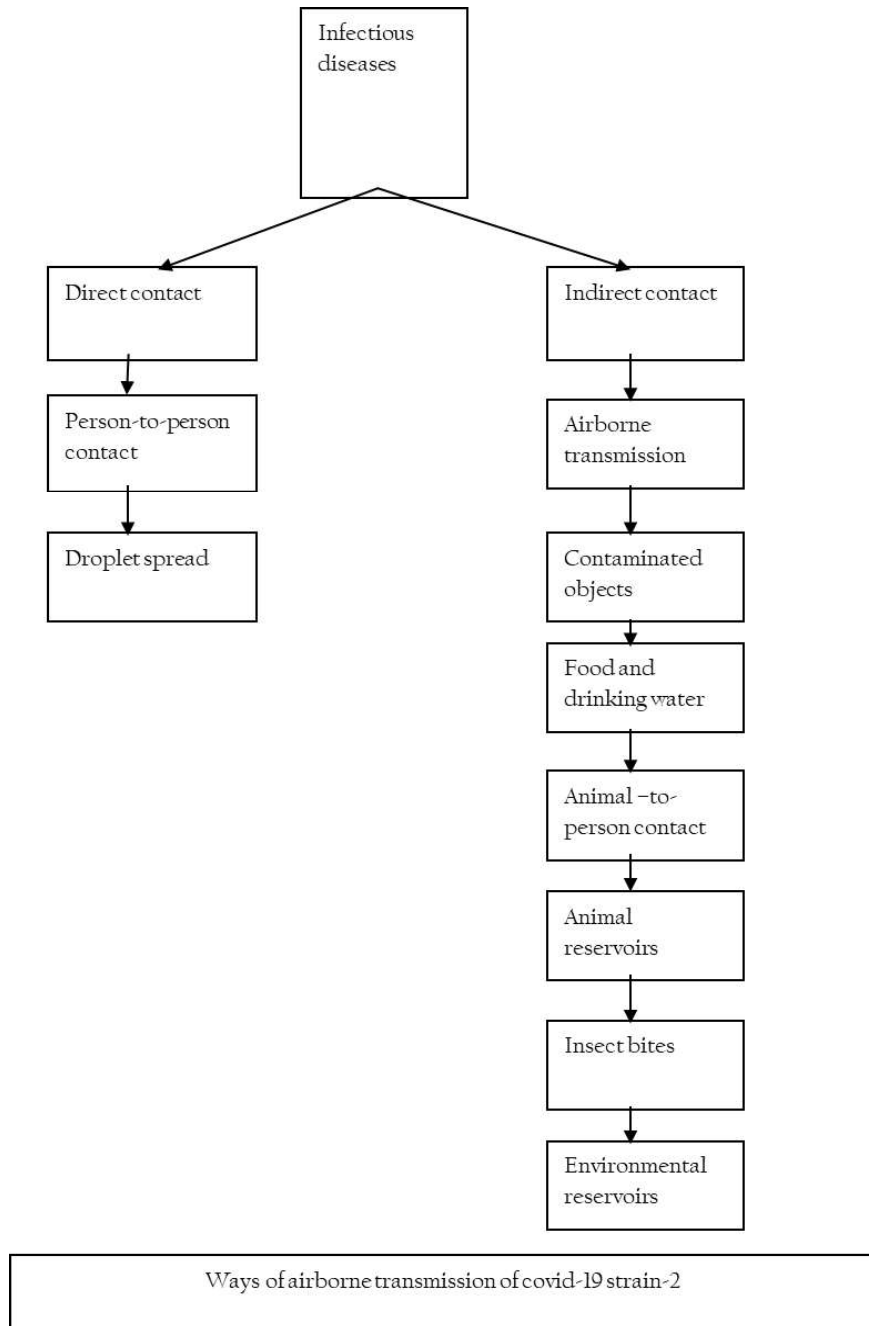 Infectious
diseases
Direct contact
Indirect contact
Person-to-person
contact
Airborne
transmission
Droplet spread
Contaminated
objects
Food and
drinking water
Animal –to-
person contact
Animal
reservoirs
Insect bites
Environmental
reservoirs
Ways of airborne transmission of covid-19 strain-2